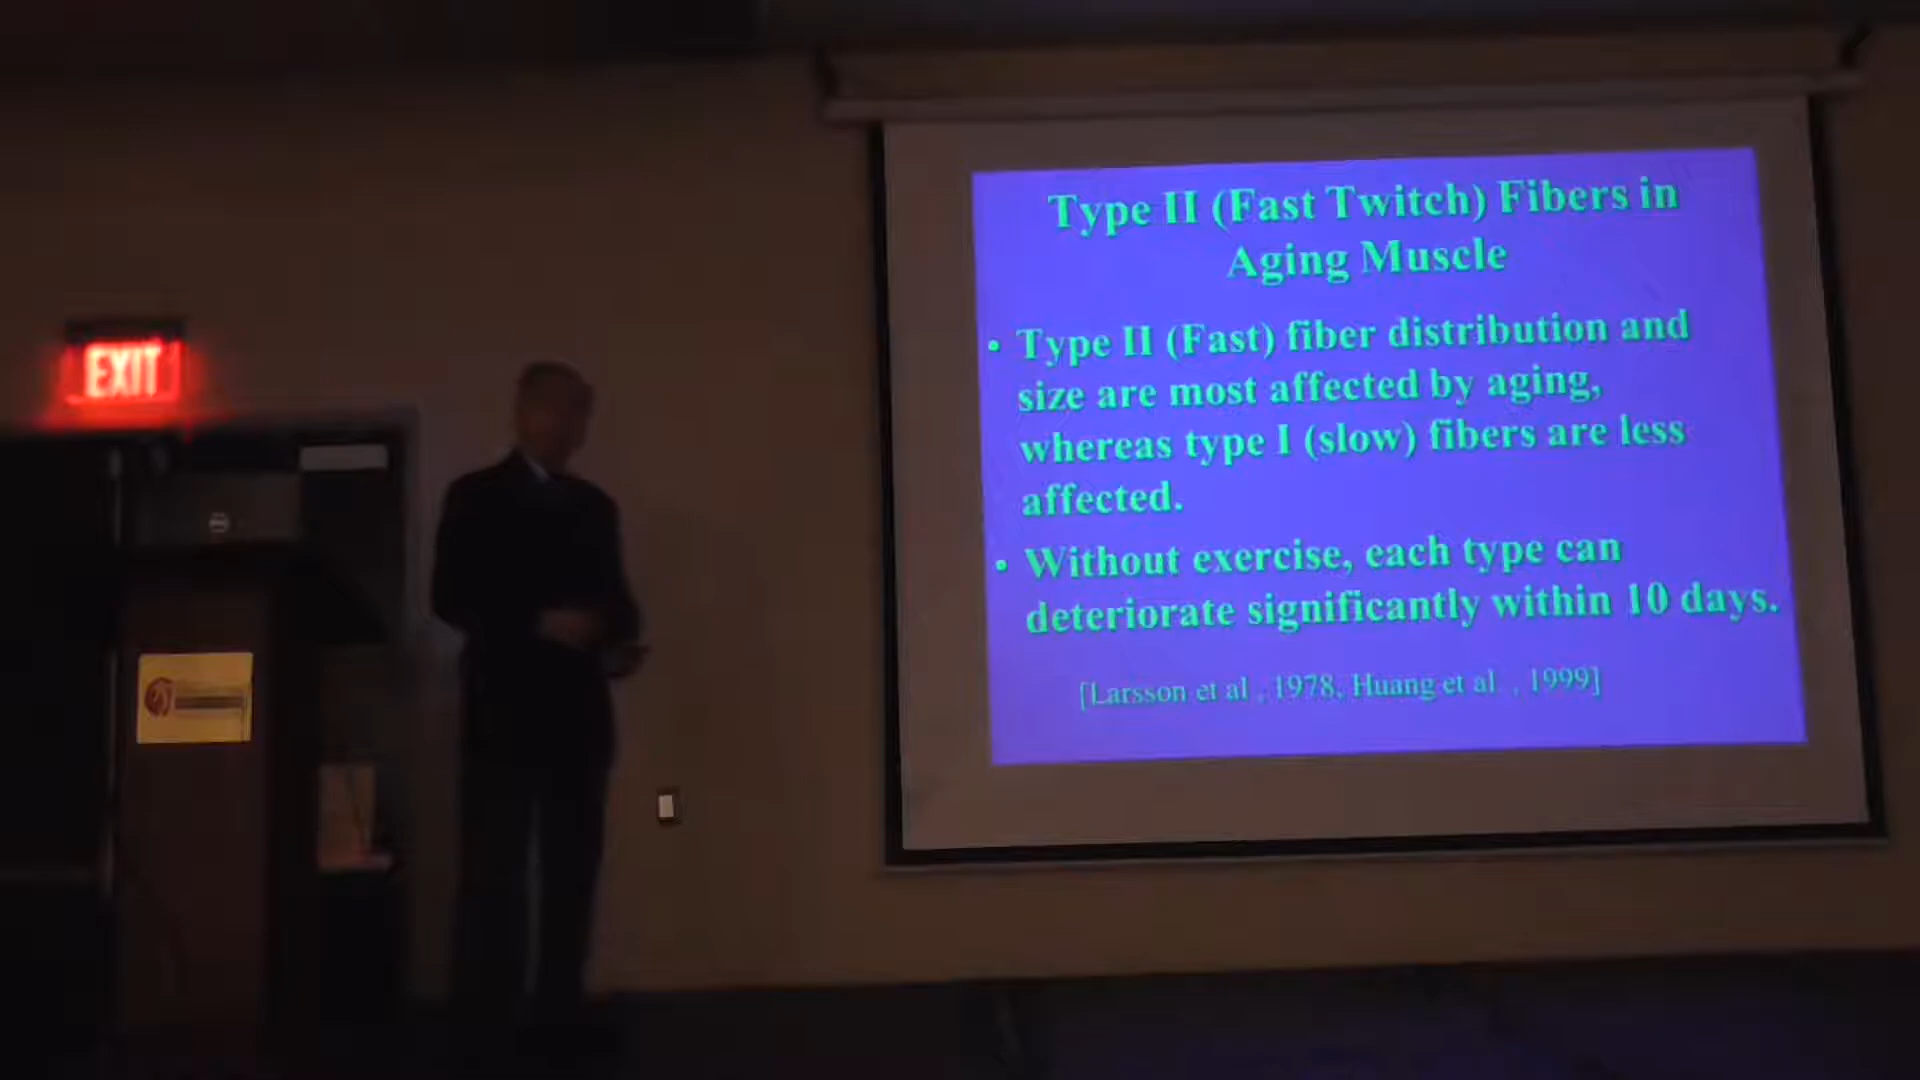 EXIT
Type II (Fast Twitch) Fibers in
Aging Muscle
• Type II (Fast) fiber distribution and
size are most affected by aging,
whereas type I (slow) fibers are less
affected.
• Without exercise, each type can
deteriorate significantly within 10 days.
[Larsson et al , 1978, Huang et al. , 1999]